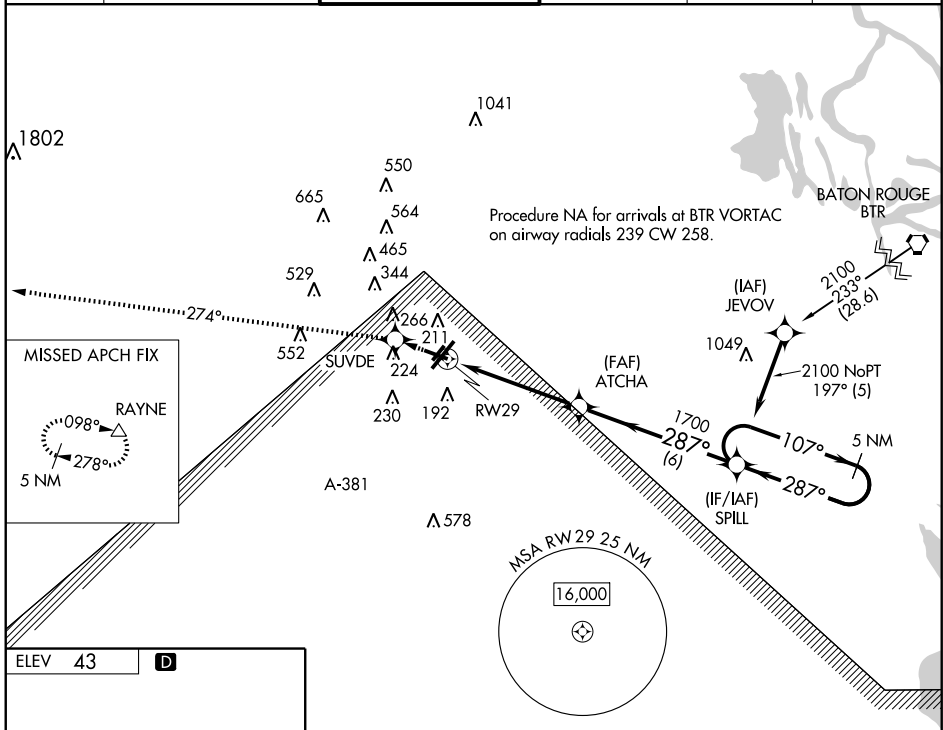 1802
1041
550
665
564
465
529
344
266
211
552
224
230
192
578
274°
SUVDE
RW29
Procedure NA for arrivals at BTR VORTAC
on airway radials 239 CW 258.
BATON ROUGE
BTR
2100
233°
(28.6)
(IAF)
JEVOV
1049
2100 NoPT
197° (5)
(FAF)
ATCHA
1700
287°
(6)
107°
5 NM
287°
(IF/IAF)
SPILL
MISSED APCH FIX
RAYNE
098°
278°
5 NM
A-381
MSA RW29 25 NM
16,000
ELEV 43 D